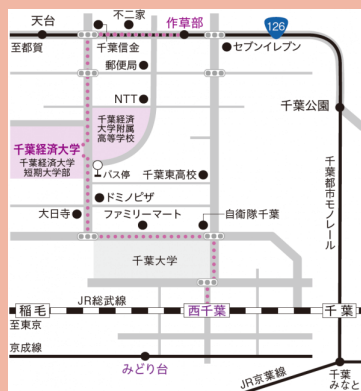 不二家
天台
作草部
126
至都賀
千葉信金
セブンイレブン
郵便局
NTT
千葉公園
千葉経済
大学附属
高等学校
千葉経済大学
千葉経済大学
短期大学部
バス停
千葉東高校
千葉都市モノレール
ドミノピザ
大日寺
ファミリーマート
自衛隊千葉
千葉大学
JR総武線
稲毛
西千葉
千葉
至東京
京成線
みどり台
JR京葉線
千葉
みなと